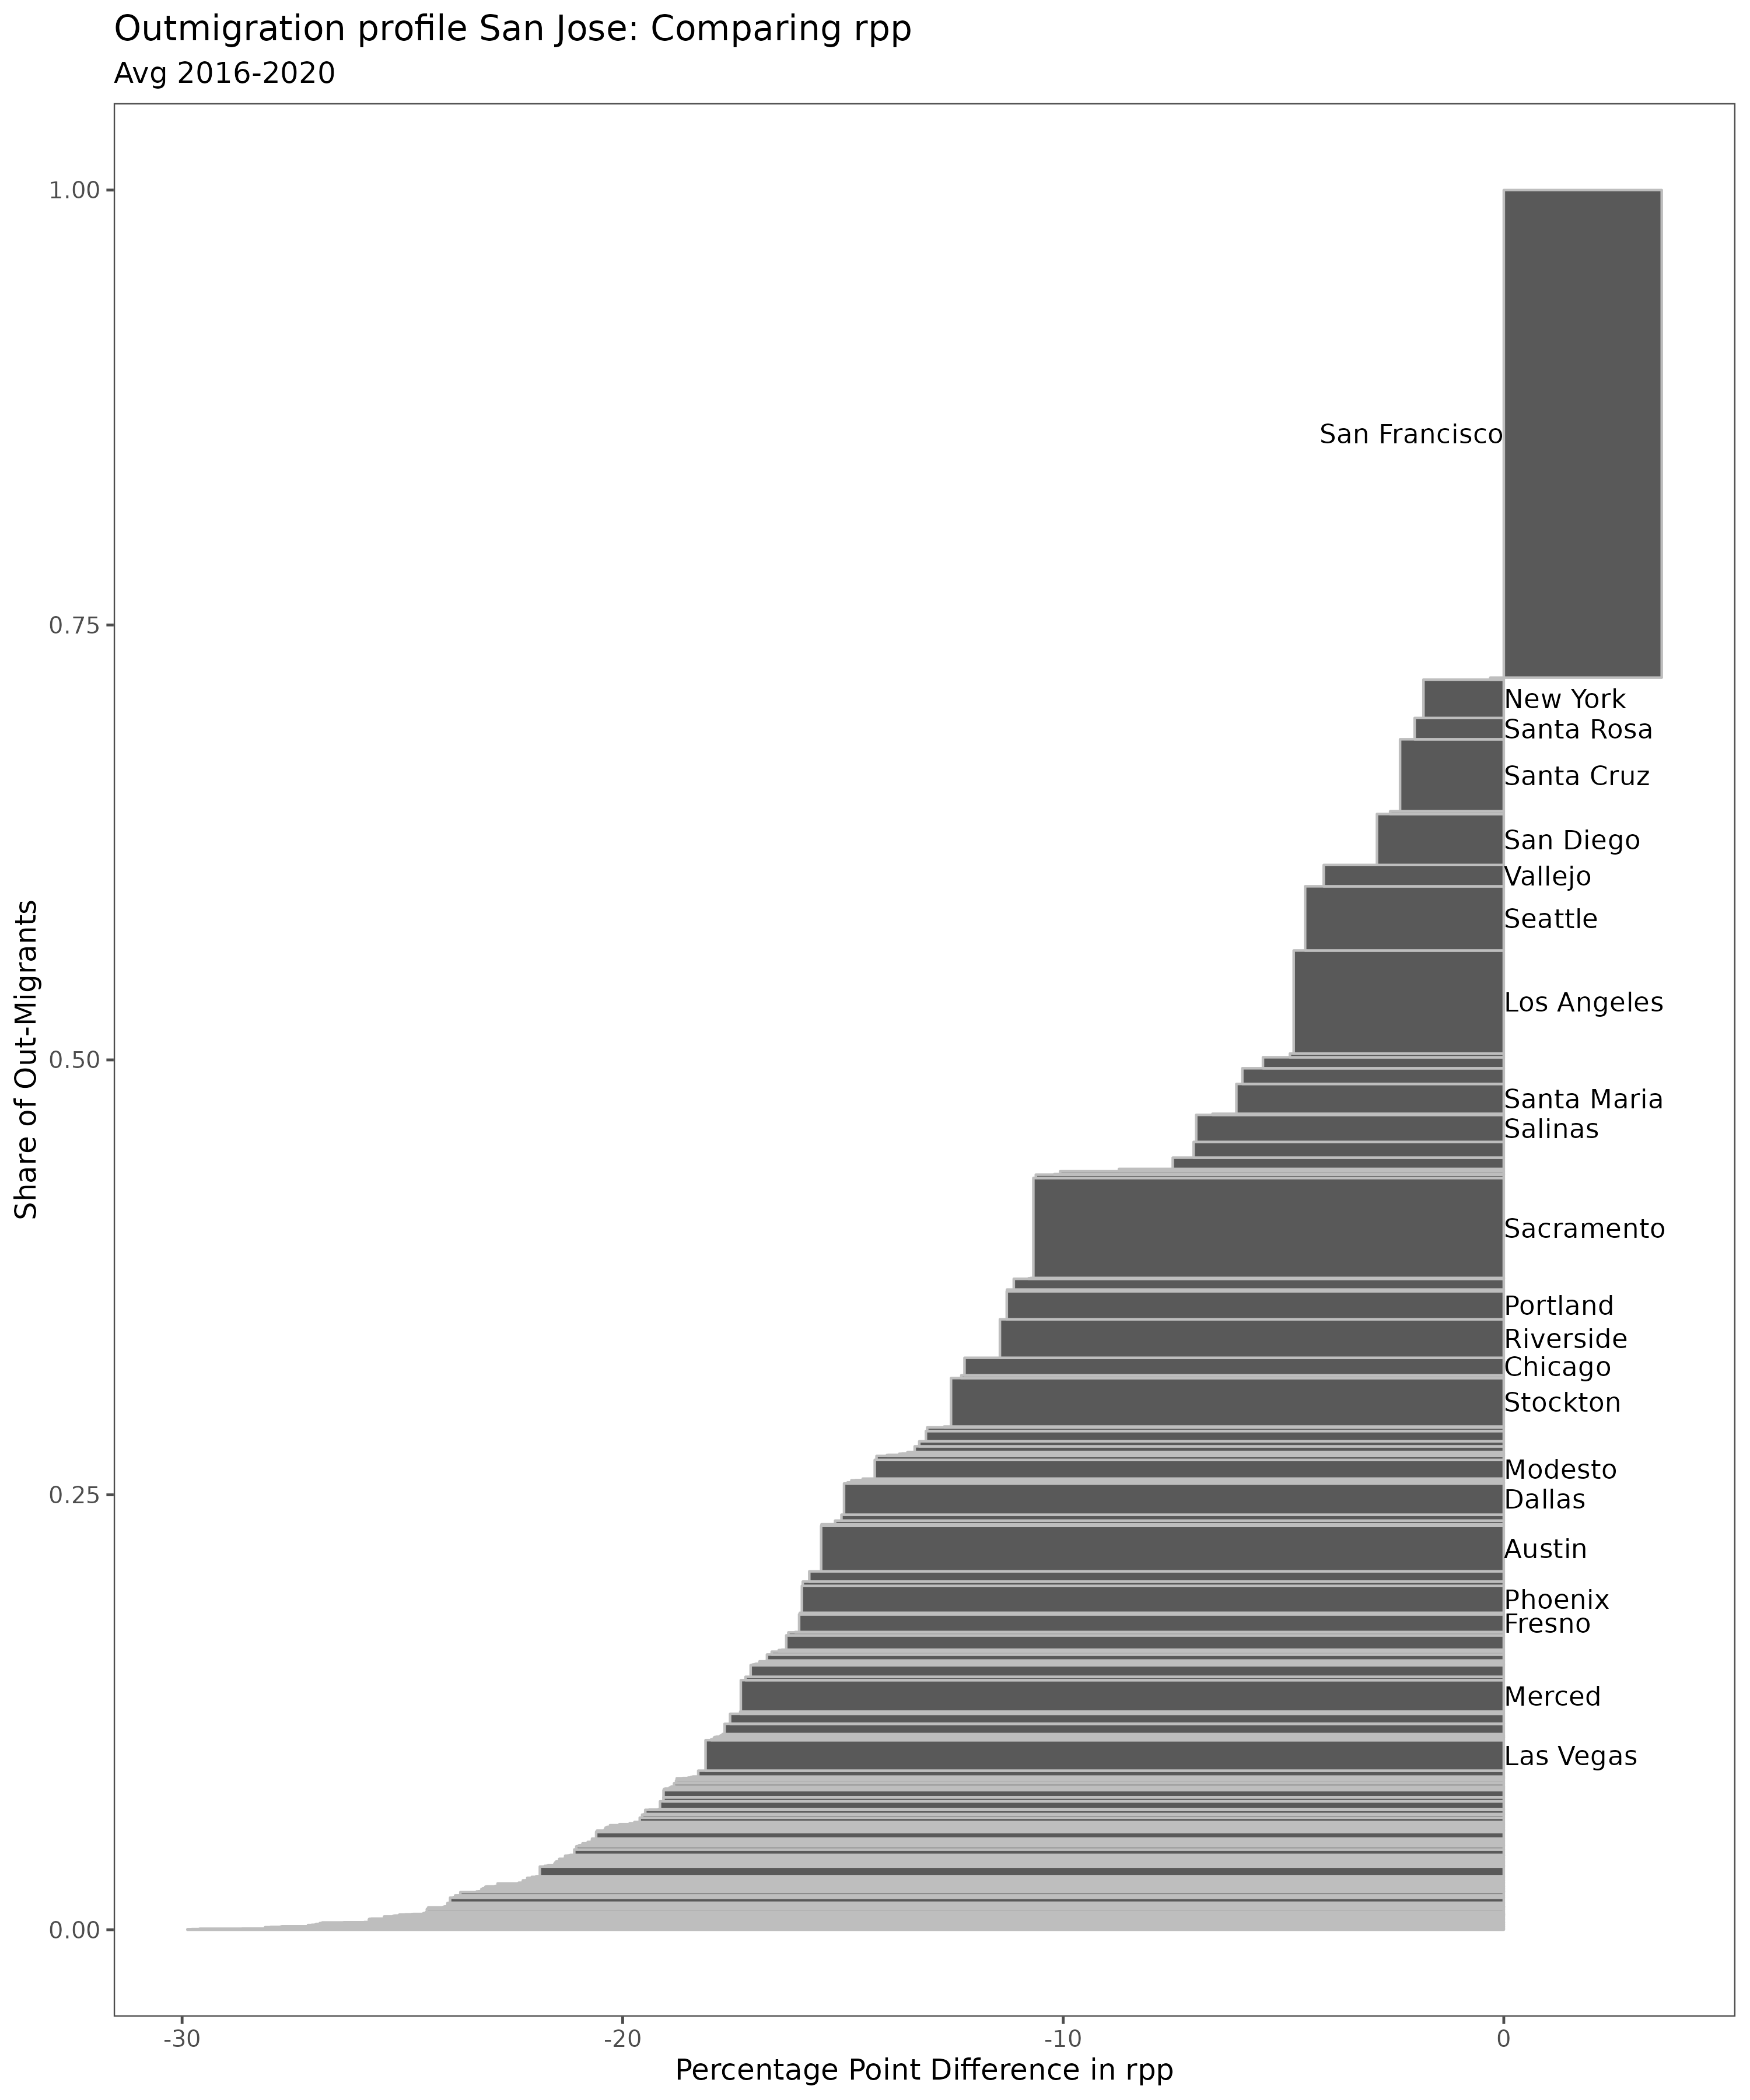 Outmigration profile San Jose: Comparing rpp
Avg 2016-2020
1.00
San Francisco
0.75
New York
Santa Rosa
Santa Cruz
San Diego
Vallejo
Seattle
Los Angeles
0.50
Santa Maria
Salinas
Sacramento
Portland
Riverside
Chicago
Stockton
Modesto
0.25
Dallas
Austin
Phoenix
Fresno
Merced
Las Vegas
0.00
Share of Out-Migrants
-30 -20 -10 0
Percentage Point Difference in rpp